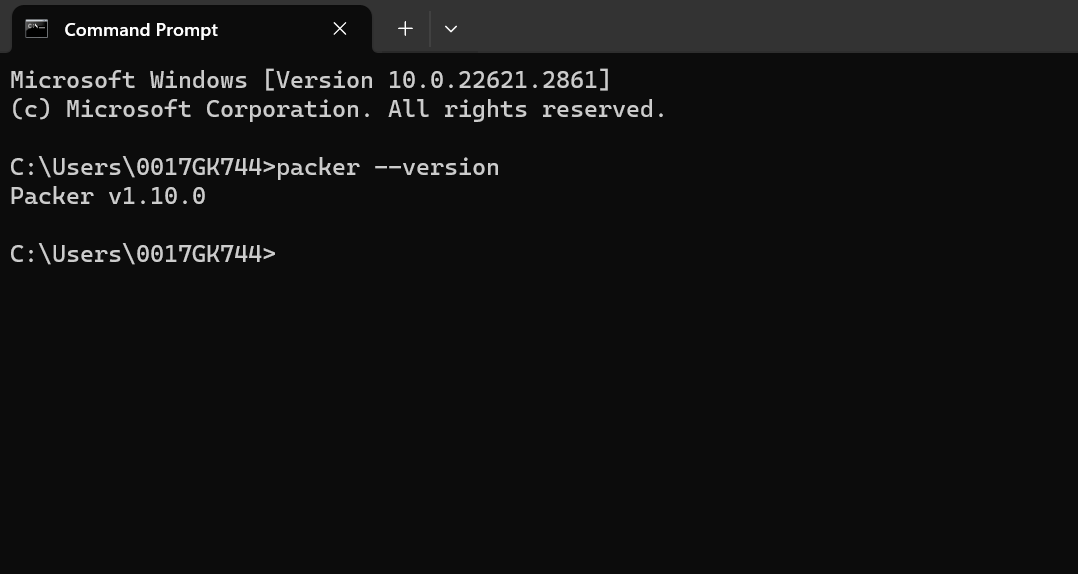 Command Prompt
Microsoft Windows [Version 10.0.22621.2861]
(c) Microsoft Corporation. All rights reserved.
C:\Users\0017GK744>packer --version
Packer v1.10.0
C:\Users\0017GK744>